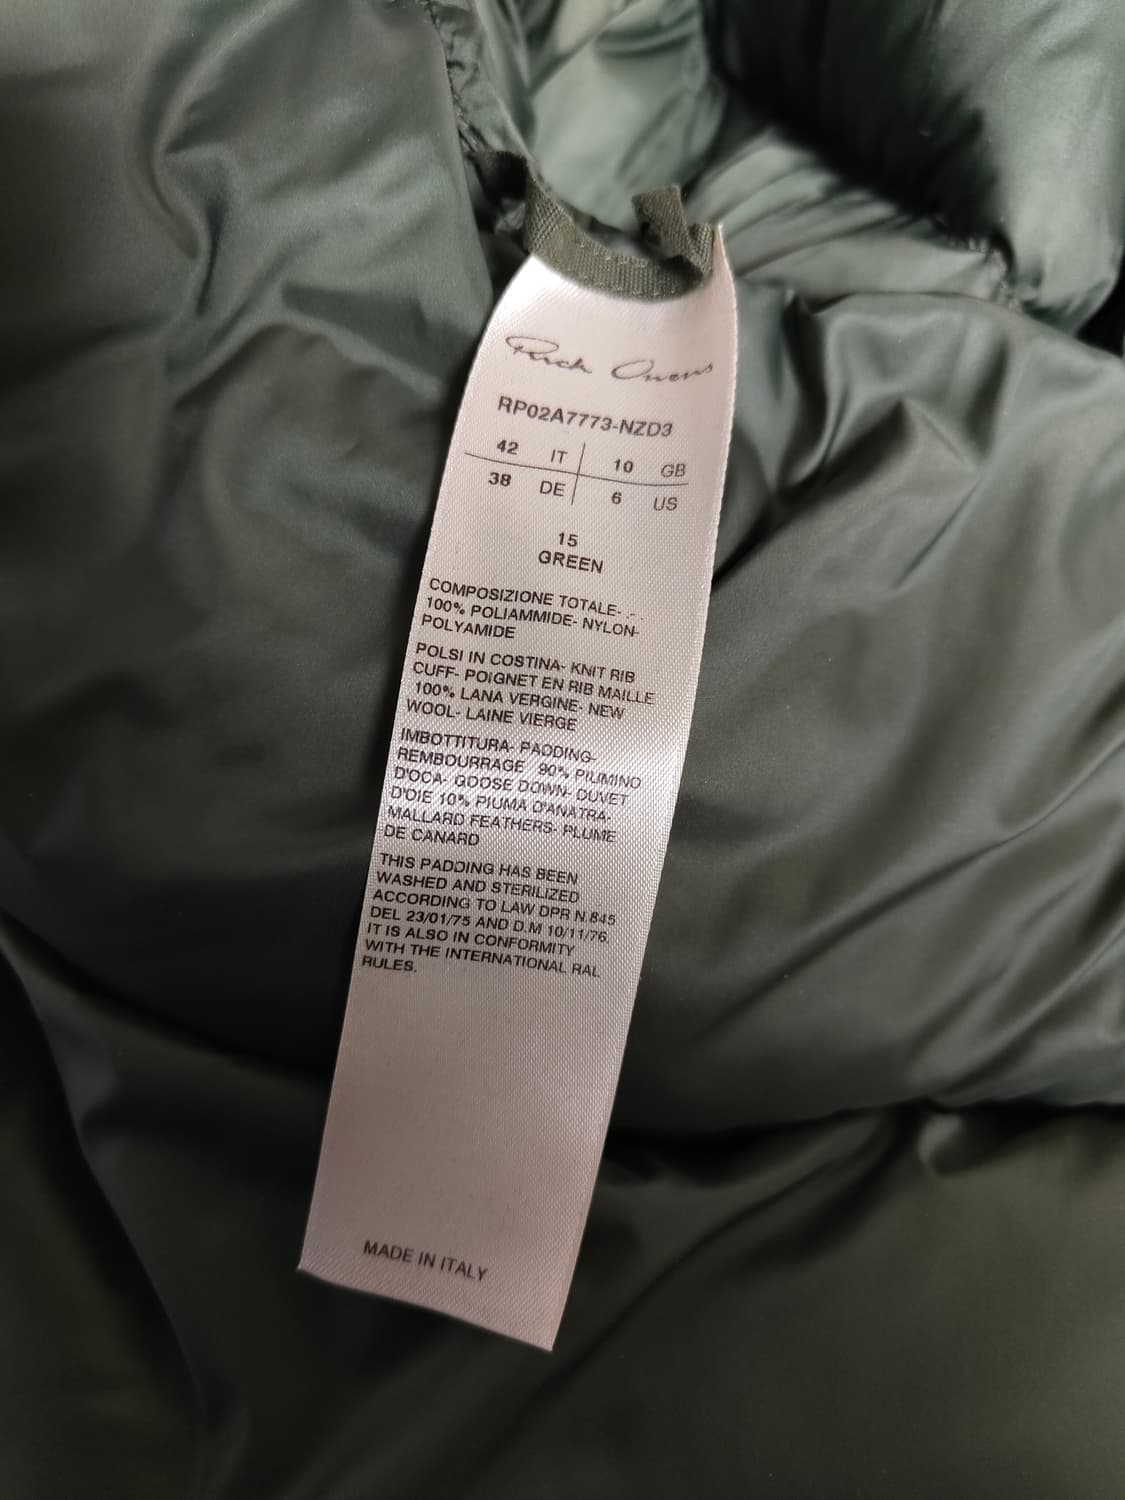 Rick Owens
RP02A7773-NZD3
42 IT 10 GB
38 DE 6 US
15
GREEN
COMPOSIZIONE TOTALE- .-.
100% POLIAMMIDE- NYLON-
POLYAMIDE
POLSI IN COSTINA- KNIT RIB
CUFF- POIGNET EN RIB MAILLE
100% LANA VERGINE- NEW
WOOL- LAINE VIERGE
IMBOTTITURA- PADDING-
REMBOURRAGE 90% PIUMINO
D'OCA- GOOSE DOWN- DUVET
D'OIE 10% PIUMA D'ANATRA-
MALLARD FEATHERS- PLUME
DE CANARD
THIS PADDING HAS BEEN
WASHED AND STERILIZED
ACCORDING TO LAW DPR N.845
DEL 23/01/75 AND D.M 10/11/76.
IT IS ALSO IN CONFORMITY
WITH THE INTERNATIONAL RAL
RULES.
MADE IN ITALY